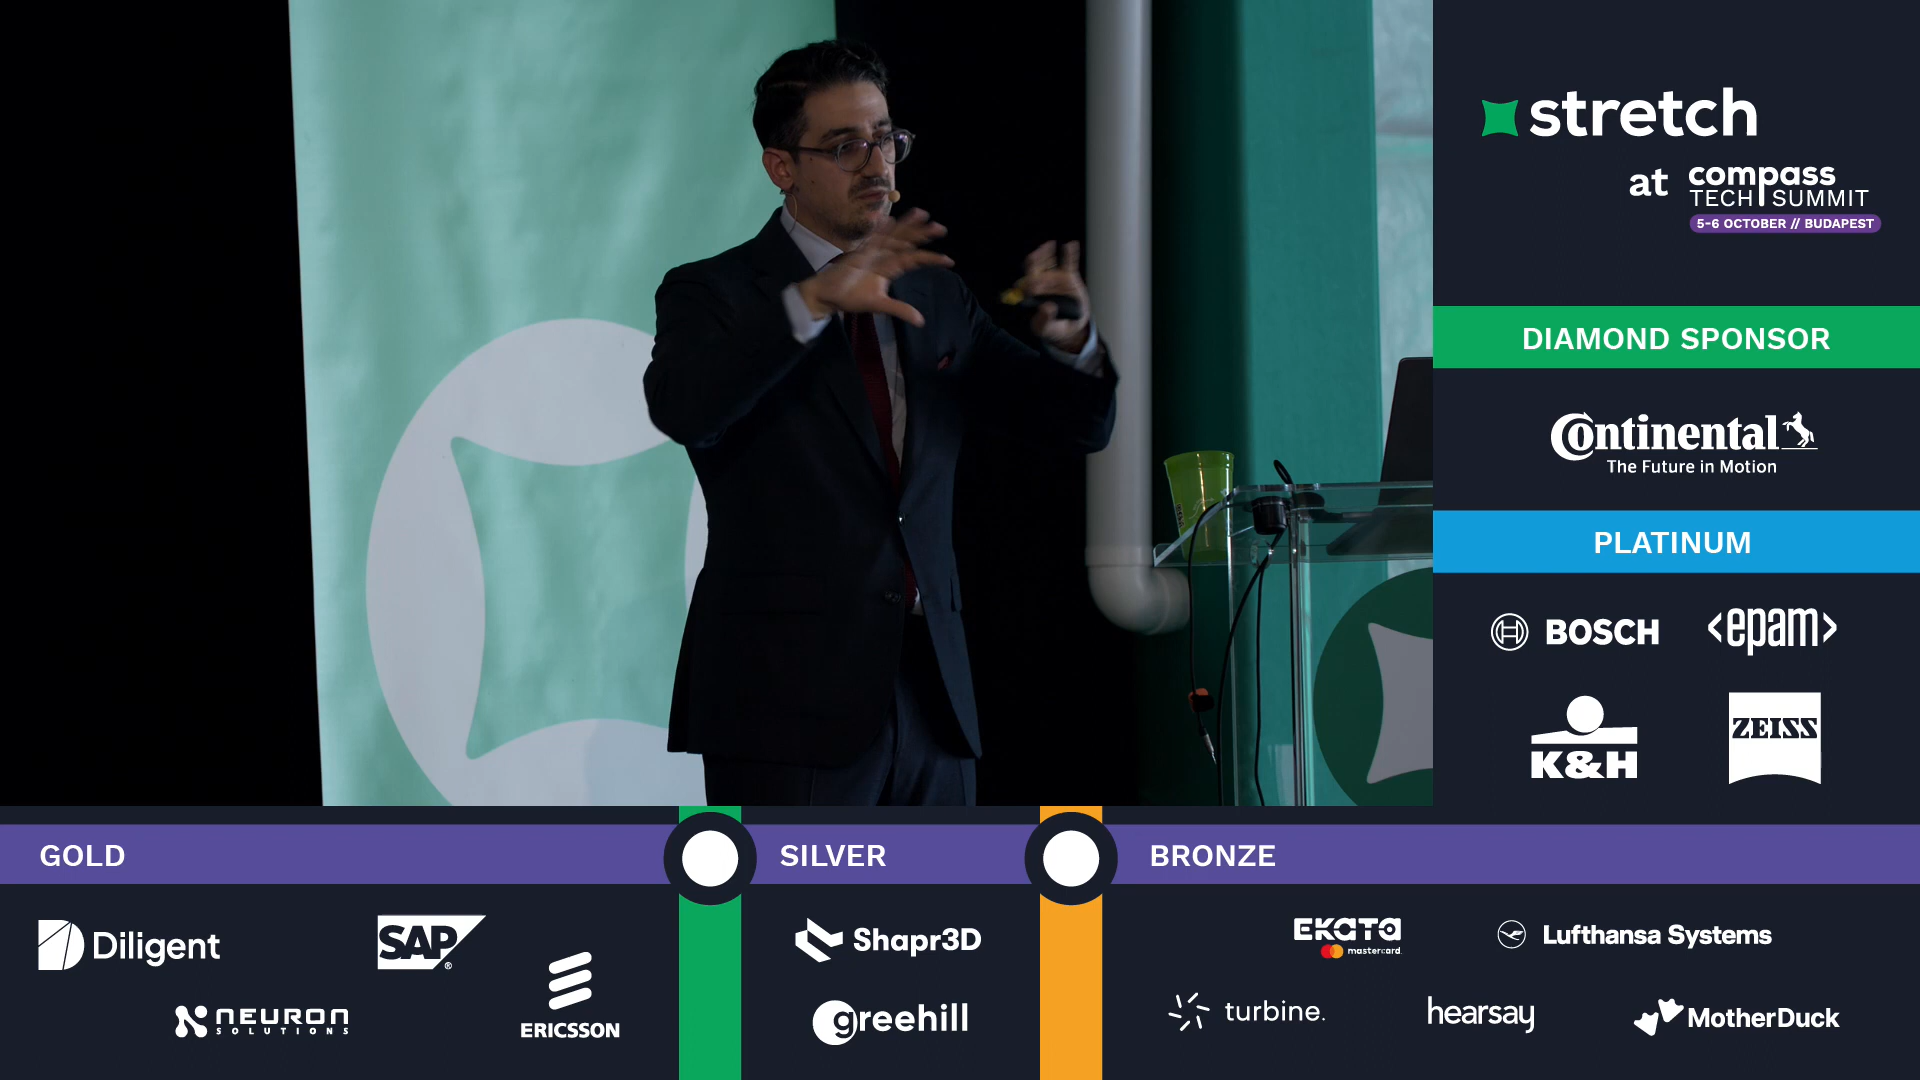 stretch
at compass
TECH SUMMIT
5-6 OCTOBER // BUDAPEST
DIAMOND SPONSOR
Continental
The Future in Motion
PLATINUM
BOSCH
<epam>
K&H
ZEISS
GOLD
Diligent
SAP®
NEURON
SOLUTIONS
ERICSSON
SILVER
Shapr3D
greehill
BRONZE
EKATA
mastercard.
Lufthansa Systems
turbine.
hearsay
MotherDuck